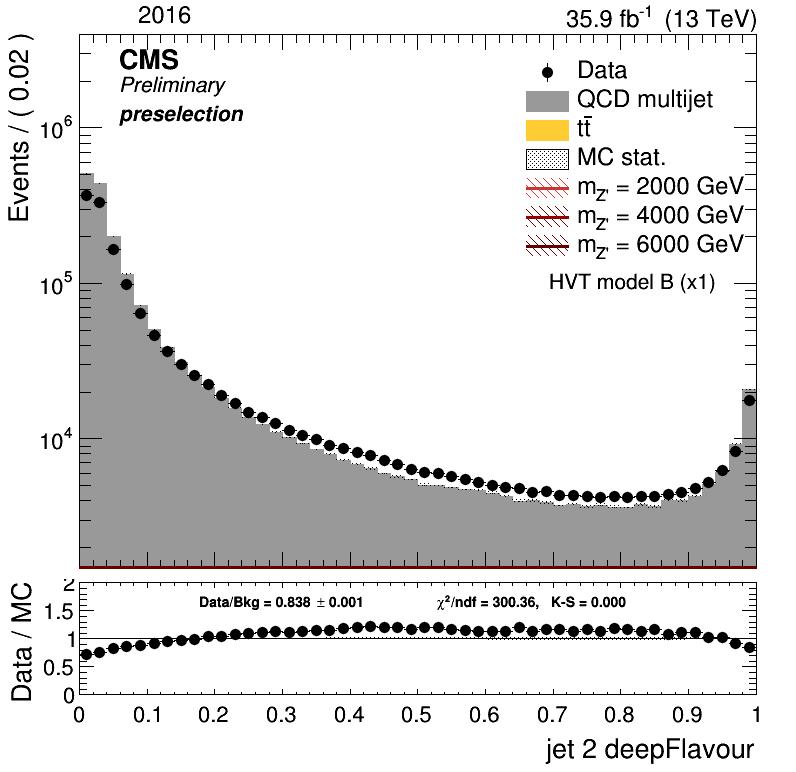 2016
35.9 fb⁻¹ (13 TeV)
CMS
Preliminary
preselection
Data
QCD multijet
tt̄
MC stat.
m_Z' = 2000 GeV
m_Z' = 4000 GeV
m_Z' = 6000 GeV
HVT model B (x1)
Events / ( 0.02 )
10⁶
10⁵
10⁴
Data / MC
2
1.5
1
0.5
0
Data/Bkg = 0.838 ± 0.001
χ²/ndf = 300.36, K-S = 0.000
0 0.1 0.2 0.3 0.4 0.5 0.6 0.7 0.8 0.9 1
jet 2 deepFlavour